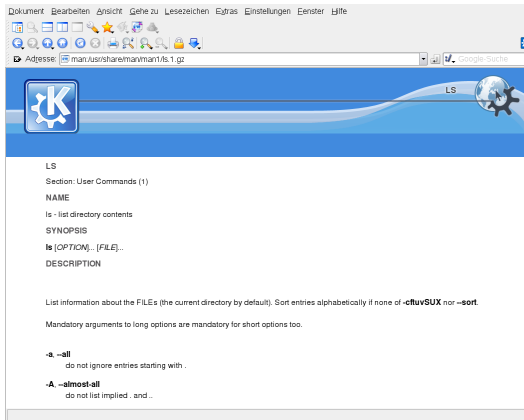 Dokument Bearbeiten Ansicht Gehe zu Lesezeichen Extras Einstellungen Fenster Hilfe
Adresse: man:/usr/share/man/man1/ls.1.gz Google-Suche
LS
LS
Section: User Commands (1)
NAME
ls - list directory contents
SYNOPSIS
ls [OPTION]... [FILE]...
DESCRIPTION
List information about the FILEs (the current directory by default). Sort entries alphabetically if none of -cftuvSUX nor --sort.
Mandatory arguments to long options are mandatory for short options too.
-a, --all
do not ignore entries starting with .
-A, --almost-all
do not list implied . and ..